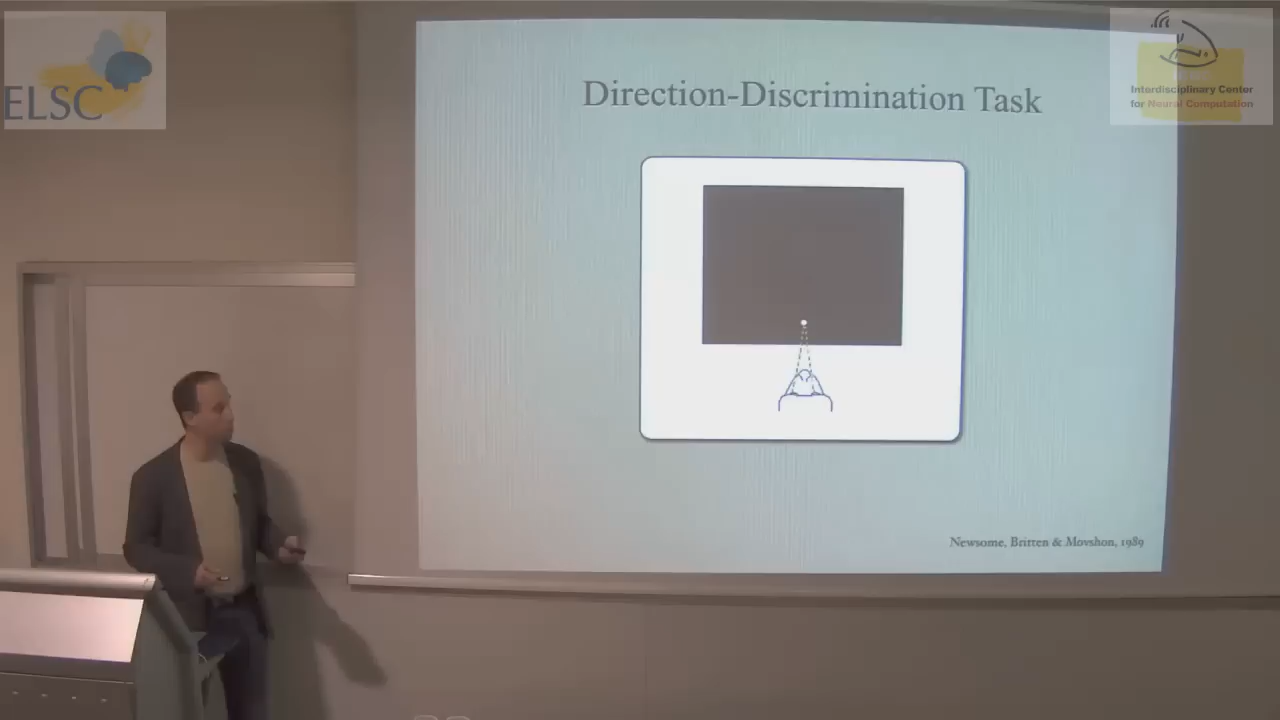 ELSC
Interdisciplinary Center
for Neural Computation
Direction-Discrimination Task
Newsome, Britten & Movshon, 1989